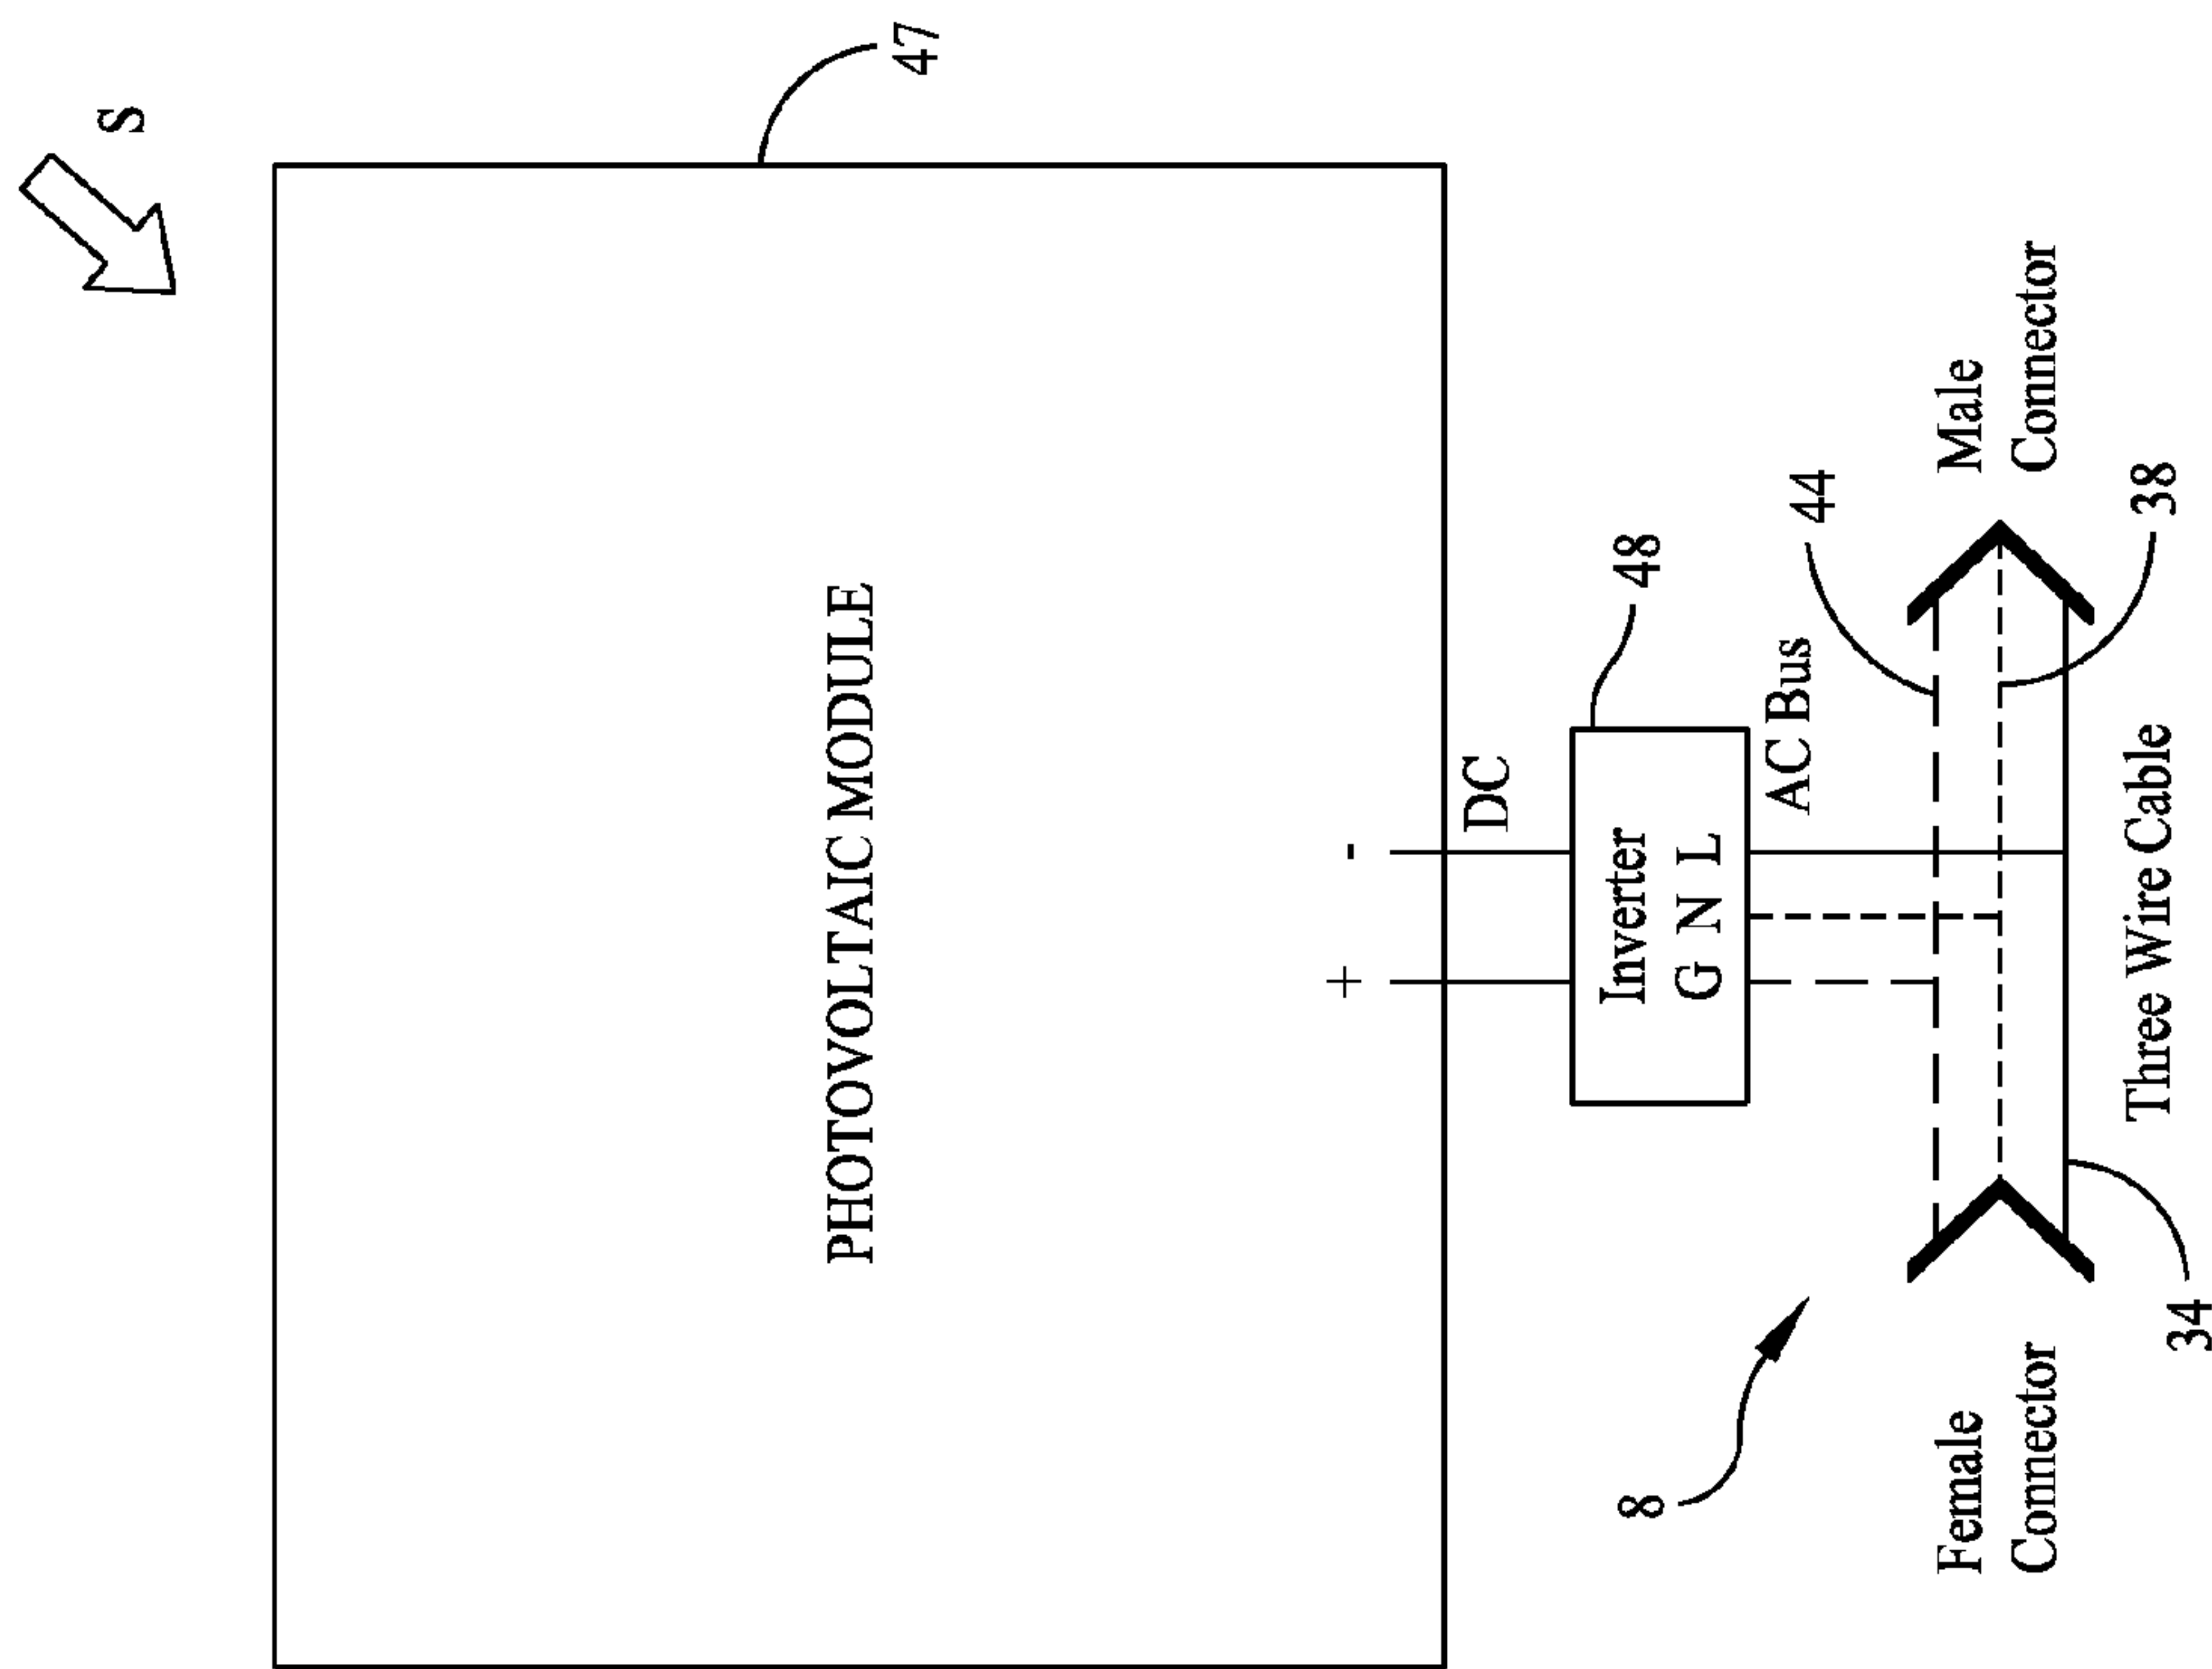 S
47
PHOTOVOLTAIC MODULE
+ -
DC
48
Inverter
G N L
AC Bus
44
8
Female
Connector
Male
Connector
38
Three Wire Cable
34